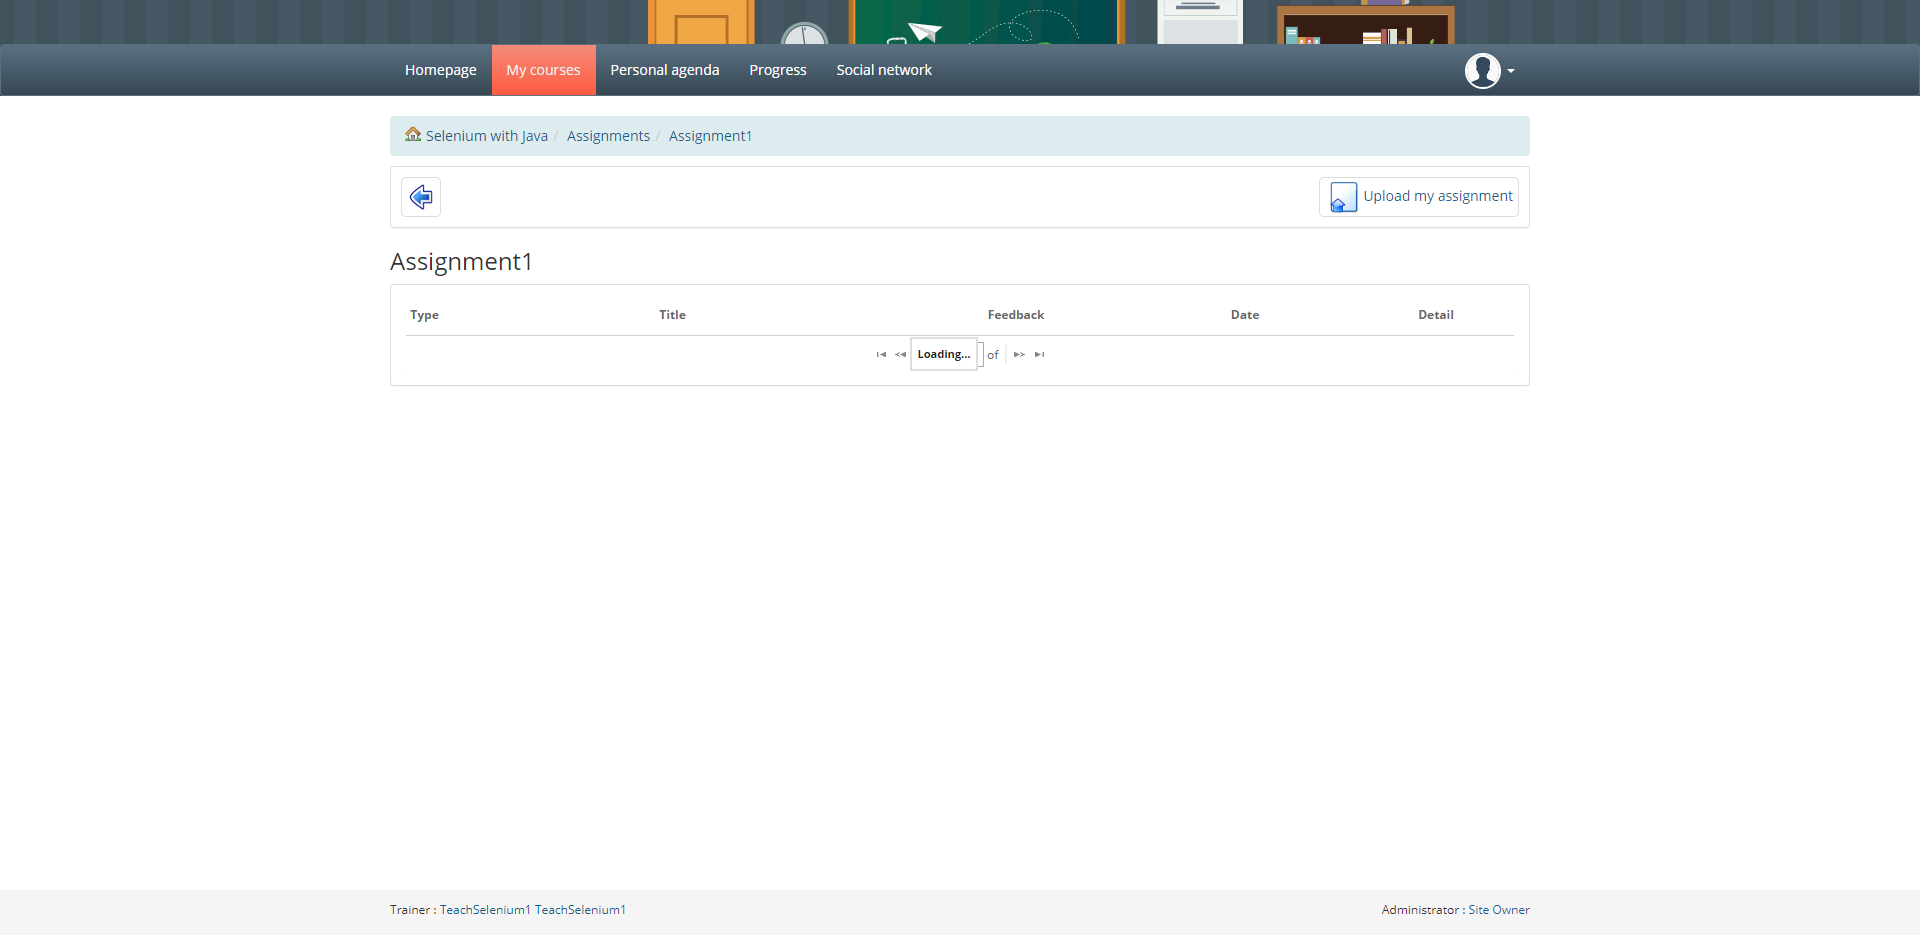 Homepage My courses Personal agenda Progress Social network
Selenium with Java / Assignments / Assignment1
Upload my assignment
Assignment1
Type Title Feedback Date Detail
Loading... of
Trainer : TeachSelenium1 TeachSelenium1 Administrator : Site Owner